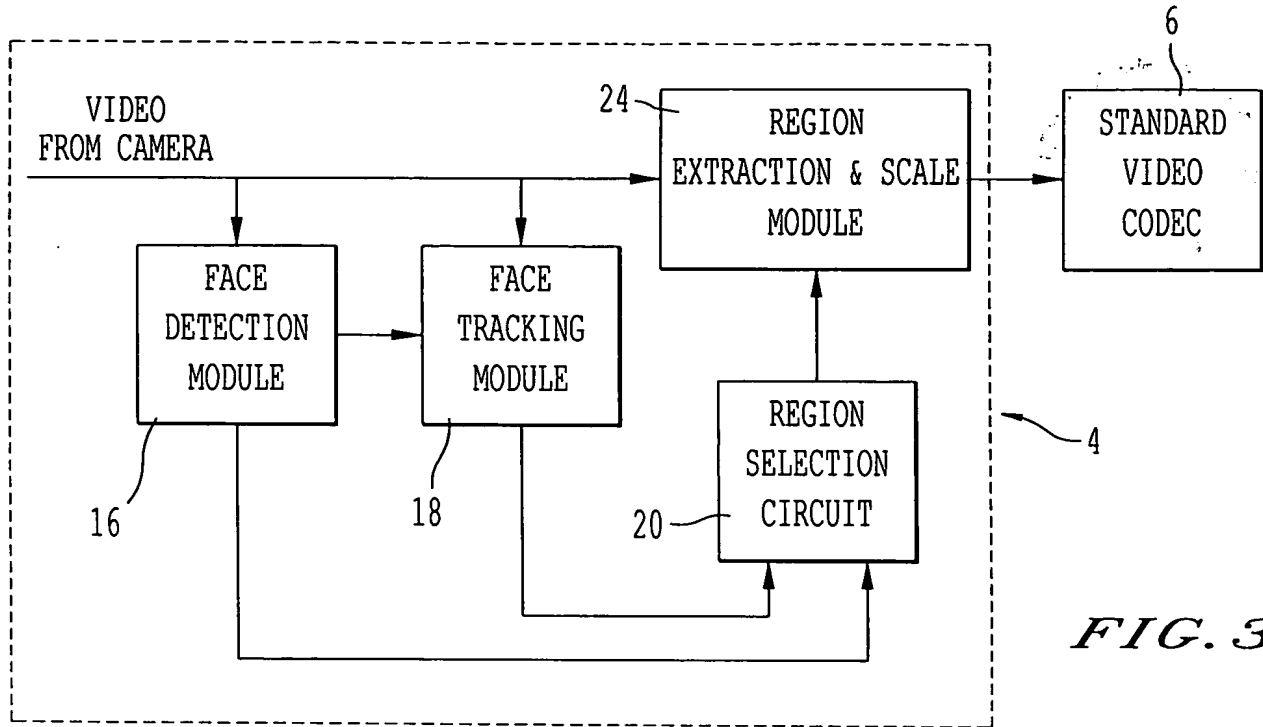 6
VIDEO
FROM CAMERA
24
REGION
EXTRACTION & SCALE
MODULE
STANDARD
VIDEO
CODEC
FACE
DETECTION
MODULE
FACE
TRACKING
MODULE
REGION
SELECTION
CIRCUIT
4
16
18
20
FIG. 3